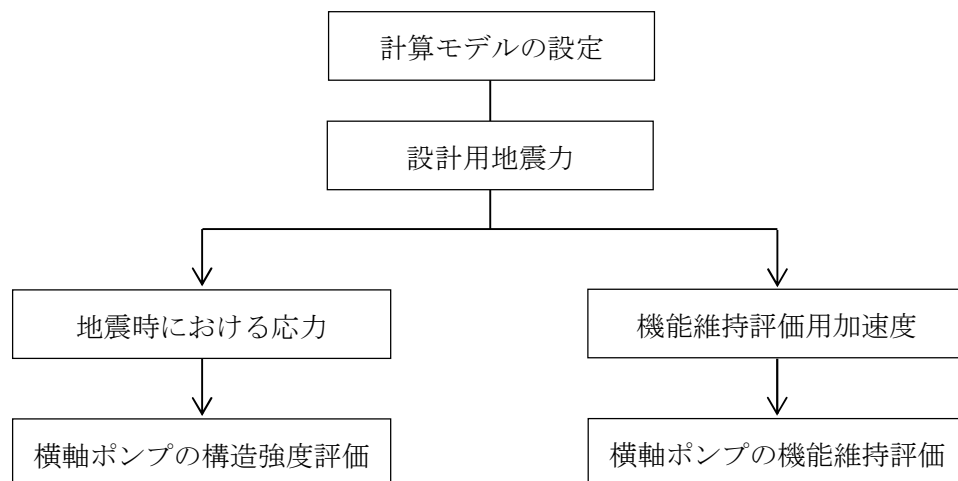 計算モデルの設定
設計用地震力
地震時における応力
機能維持評価用加速度
横軸ポンプの構造強度評価
横軸ポンプの機能維持評価